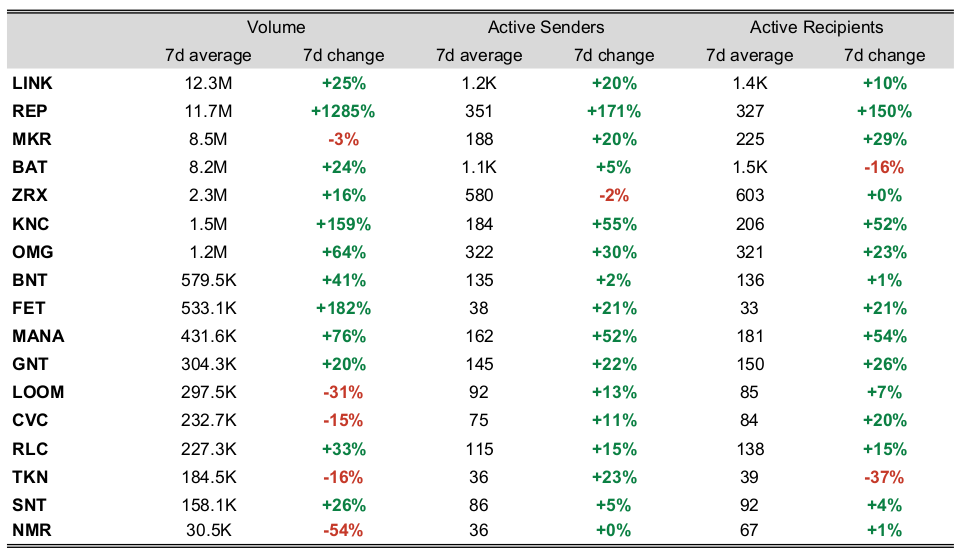 Volume Active Senders Active Recipients
7d average 7d change 7d average 7d change 7d average 7d change
LINK 12.3M +25% 1.2K +20% 1.4K +10%
REP 11.7M +1285% 351 +171% 327 +150%
MKR 8.5M -3% 188 +20% 225 +29%
BAT 8.2M +24% 1.1K +5% 1.5K -16%
ZRX 2.3M +16% 580 -2% 603 +0%
KNC 1.5M +159% 184 +55% 206 +52%
OMG 1.2M +64% 322 +30% 321 +23%
BNT 579.5K +41% 135 +2% 136 +1%
FET 533.1K +182% 38 +21% 33 +21%
MANA 431.6K +76% 162 +52% 181 +54%
GNT 304.3K +20% 145 +22% 150 +26%
LOOM 297.5K -31% 92 +13% 85 +7%
CVC 232.7K -15% 75 +11% 84 +20%
RLC 227.3K +33% 115 +15% 138 +15%
TKN 184.5K -16% 36 +23% 39 -37%
SNT 158.1K +26% 86 +5% 92 +4%
NMR 30.5K -54% 36 +0% 67 +1%